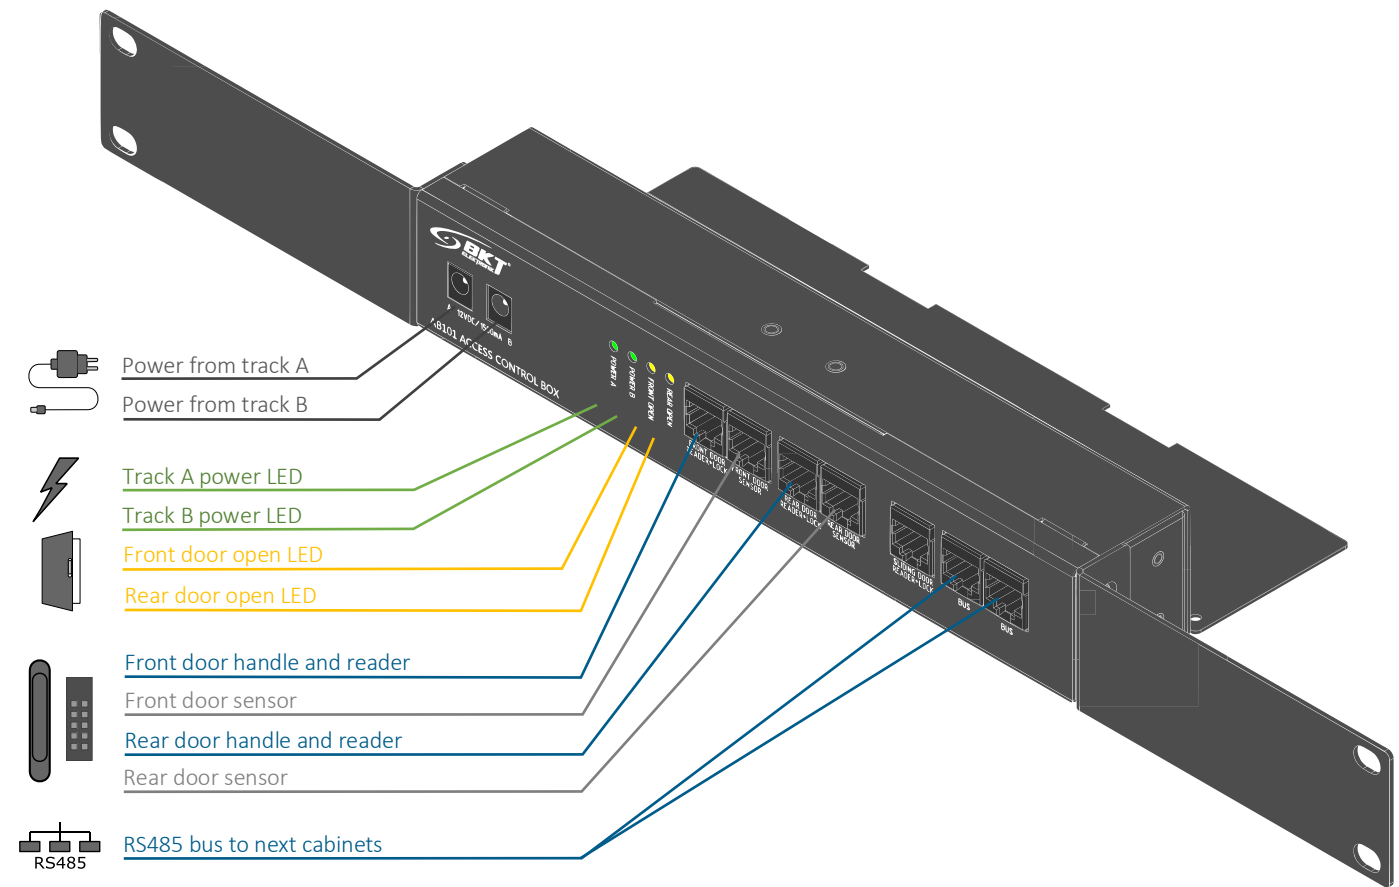 BKT
ELEKTRONIK
A B
12VDC/1500mA
AB101 ACCESS CONTROL BOX
POWER A
POWER B
FRONT OPEN
REAR OPEN
FRONT DOOR
READER+LOCK
FRONT DOOR
SENSOR
REAR DOOR
READER+LOCK
REAR DOOR
SENSOR
SLIDING DOOR
READER+LOCK
BUS
BUS
Power from track A
Power from track B
Track A power LED
Track B power LED
Front door open LED
Rear door open LED
Front door handle and reader
Front door sensor
Rear door handle and reader
Rear door sensor
RS485 bus to next cabinets
RS485